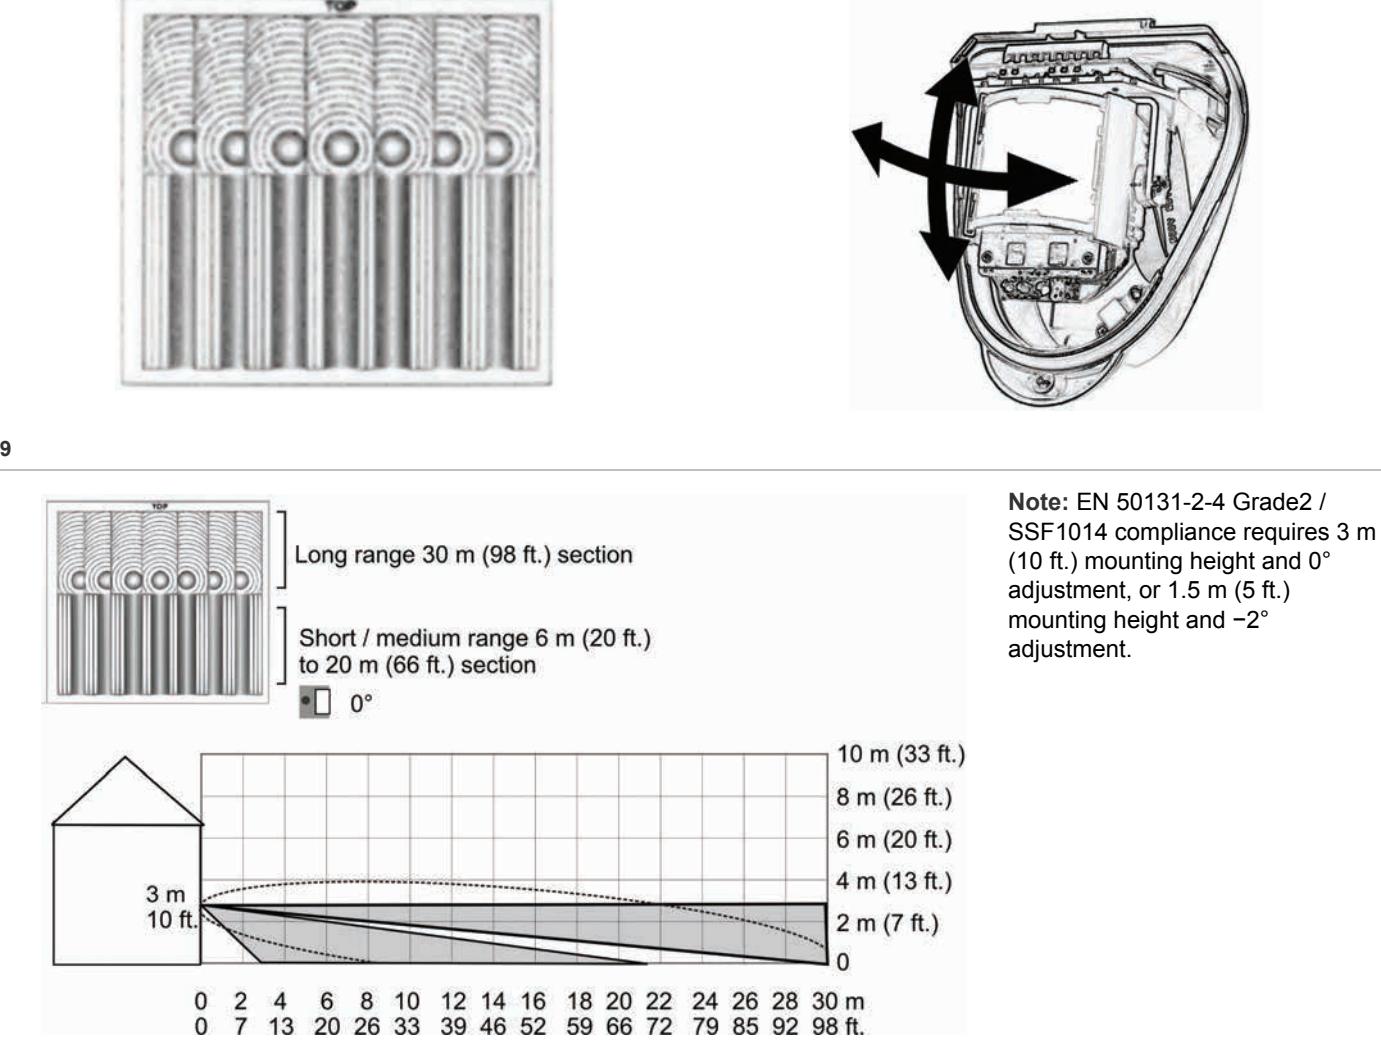 TOP
9
TOP
Long range 30 m (98 ft.) section
Short / medium range 6 m (20 ft.)
to 20 m (66 ft.) section
0°
Note: EN 50131-2-4 Grade2 /
SSF1014 compliance requires 3 m
(10 ft.) mounting height and 0°
adjustment, or 1.5 m (5 ft.)
mounting height and −2°
adjustment.
10 m (33 ft.)
8 m (26 ft.)
6 m (20 ft.)
4 m (13 ft.)
2 m (7 ft.)
0
3 m
10 ft.
0 2 4 6 8 10 12 14 16 18 20 22 24 26 28 30 m
0 7 13 20 26 33 39 46 52 59 66 72 79 85 92 98 ft.